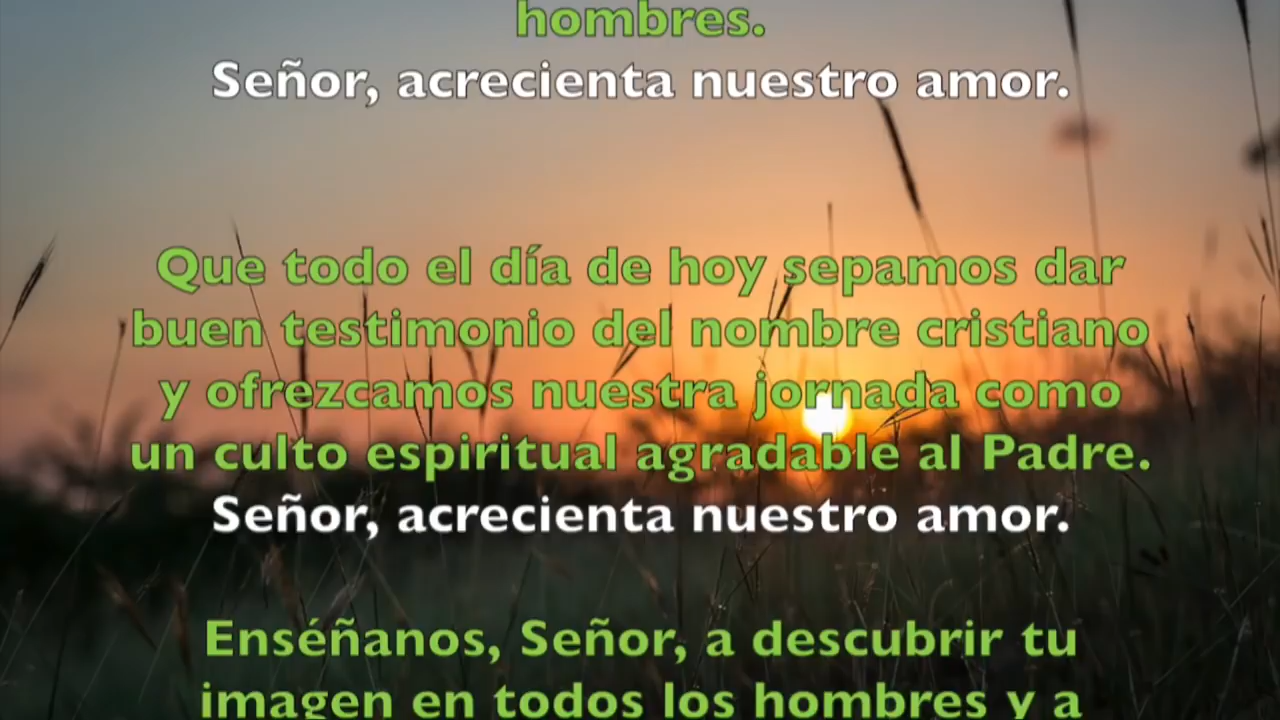 hombres.
Señor, acrecienta nuestro amor.
Que todo el día de hoy sepamos dar
buen testimonio del nombre cristiano
y ofrezcamos nuestra jornada como
un culto espiritual agradable al Padre.
Señor, acrecienta nuestro amor.
Enséñanos, Señor, a descubrir tu
imagen en todos los hombres y a